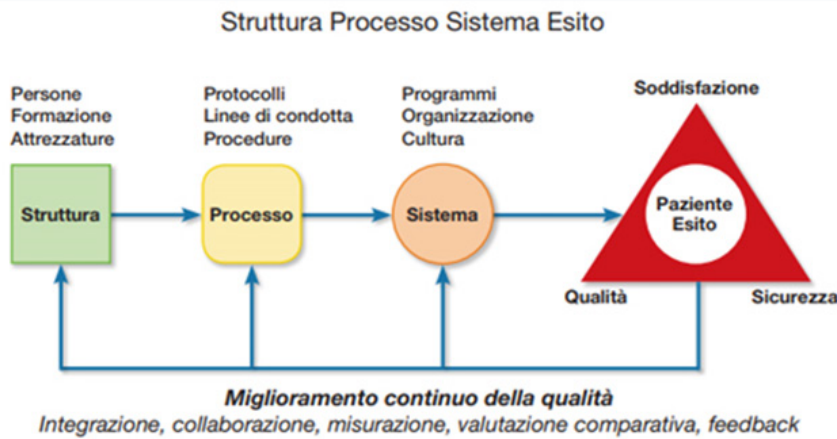 Struttura Processo Sistema Esito
Persone
Formazione
Attrezzature
Protocolli
Linee di condotta
Procedure
Programmi
Organizzazione
Cultura
Soddisfazione
Struttura
Processo
Sistema
Paziente
Esito
Qualità
Sicurezza
Miglioramento continuo della qualità
Integrazione, collaborazione, misurazione, valutazione comparativa, feedback